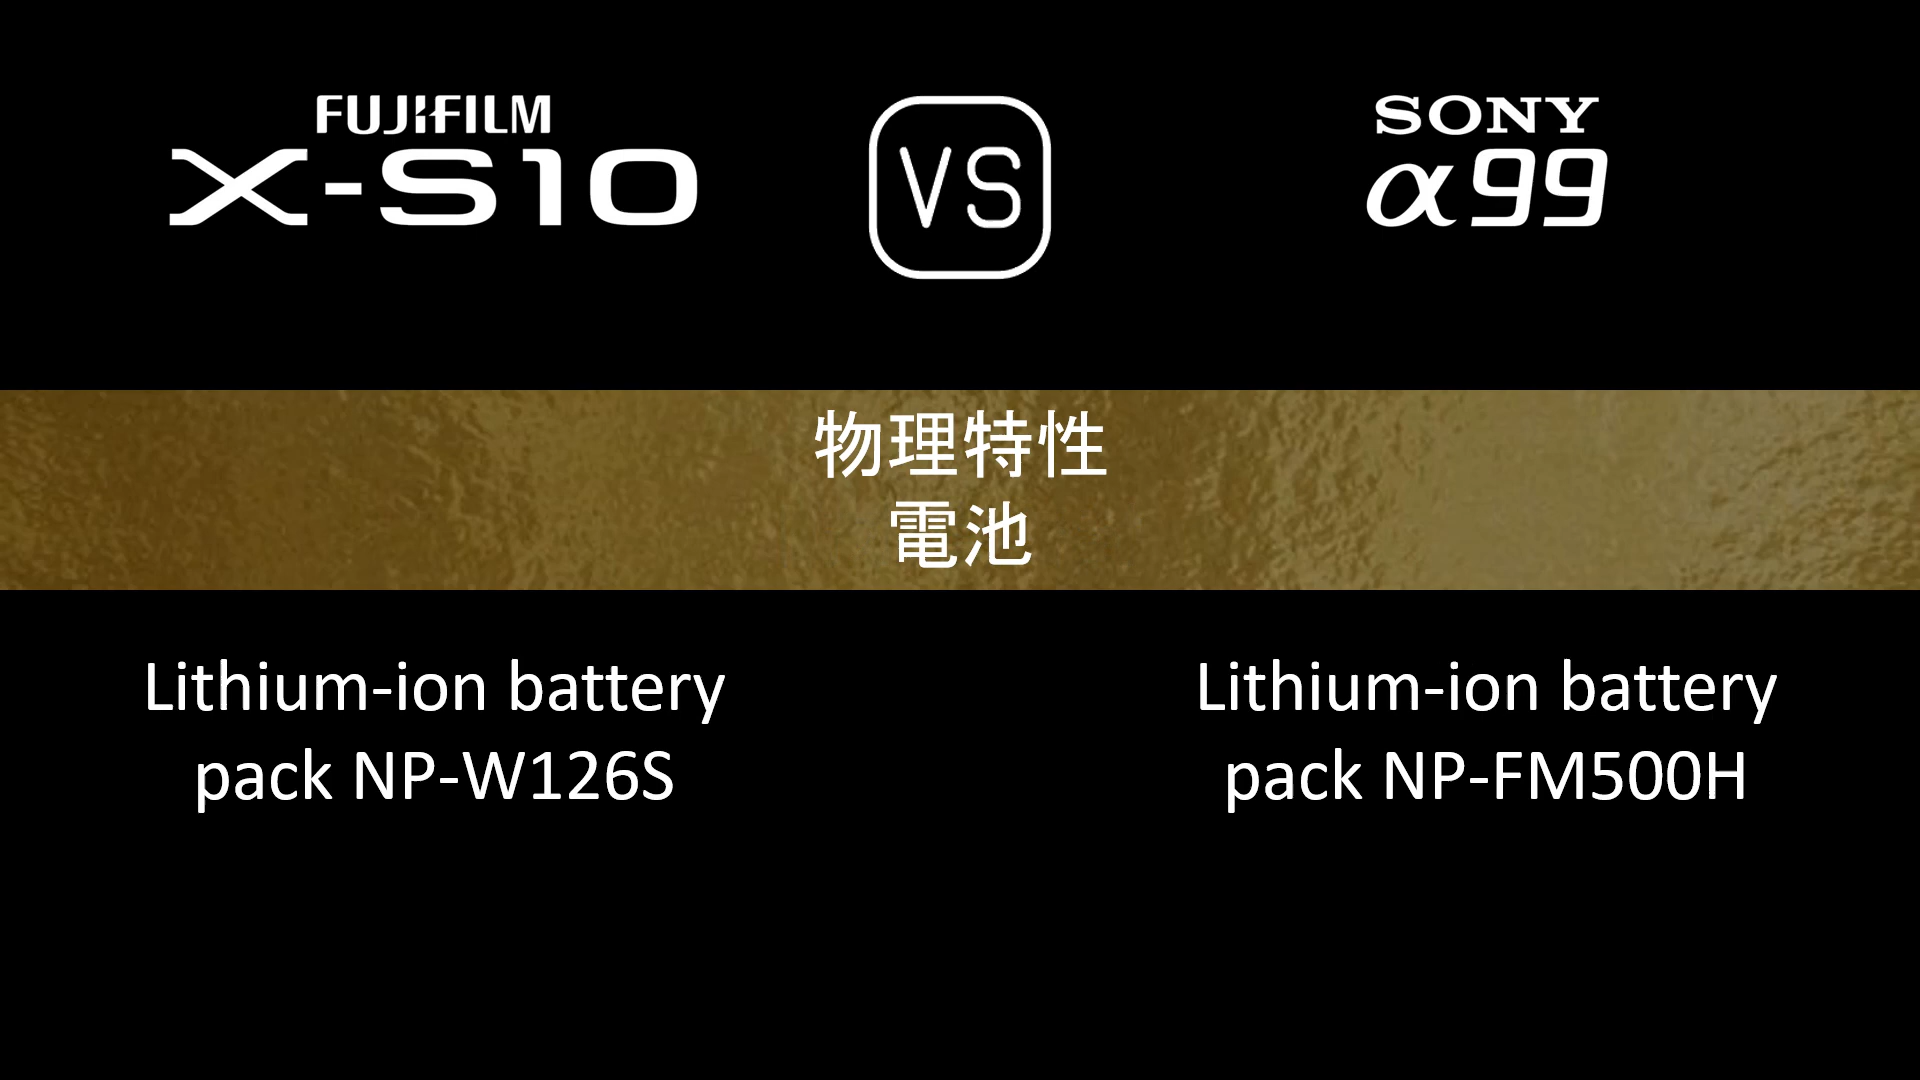 FUJIFILM
X-S10
VS
SONY
α99
物理特性
電池
Lithium-ion battery
pack NP-W126S
Lithium-ion battery
pack NP-FM500H